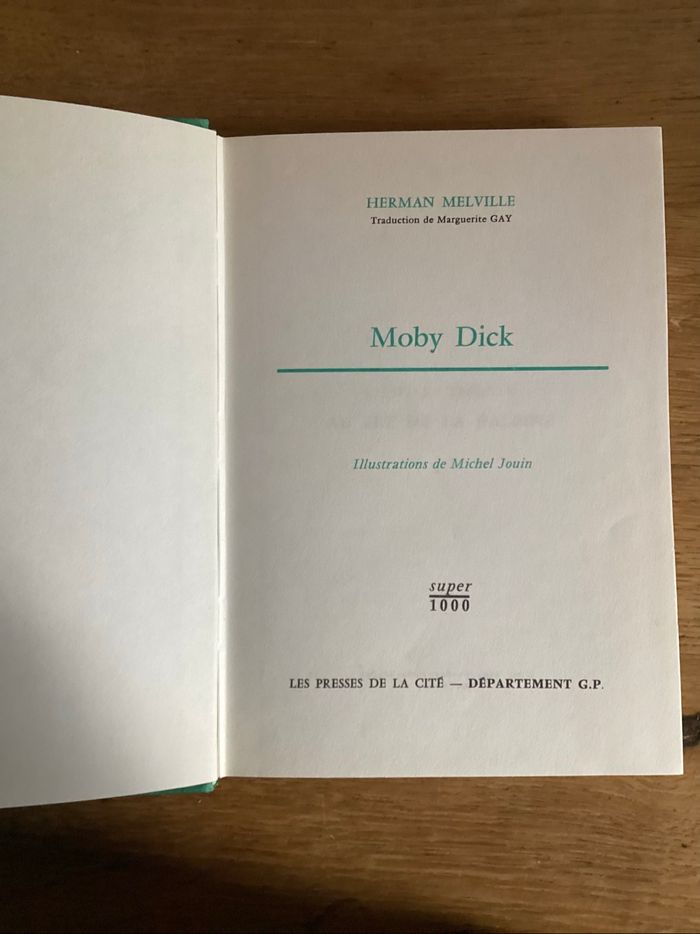 HERMAN MELVILLE
Traduction de Marguerite GAY
Moby Dick
Illustrations de Michel Jouin
super
1000
LES PRESSES DE LA CITÉ — DÉPARTEMENT G.P.